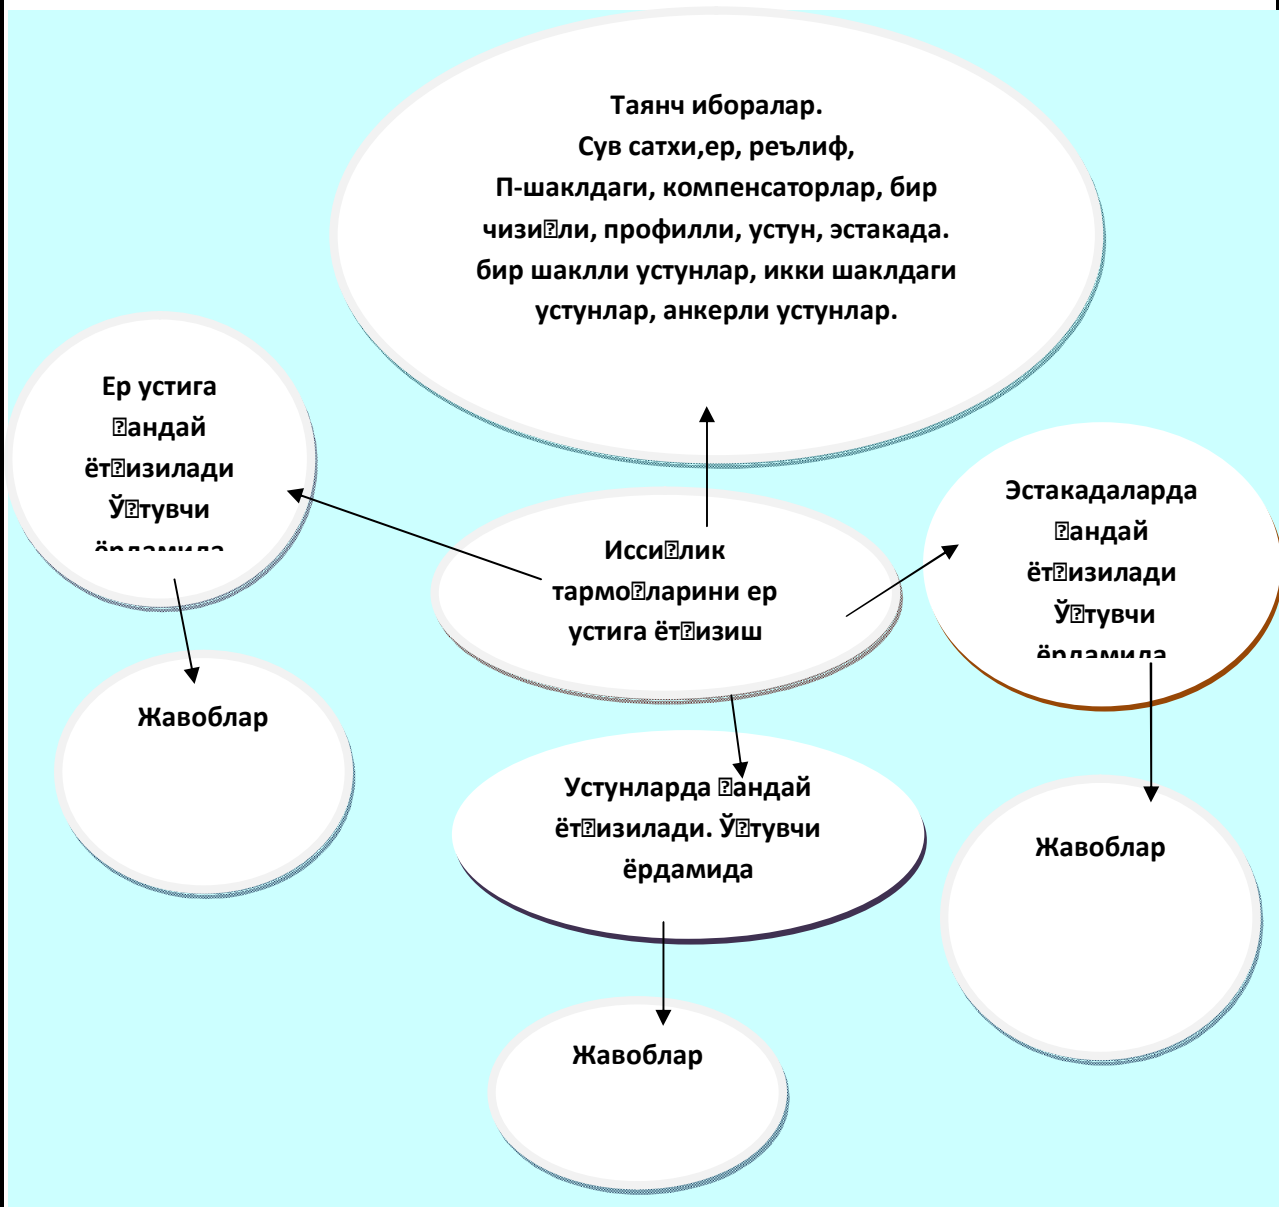 Таянч иборалар.
Сув сатхи,ер, реълиф,
П-шаклдаги, компенсаторлар, бир
чизи⍰ли, профилли, устун, эстакада.
бир шаклли устунлар, икки шаклдаги
устунлар, анкерли устунлар.
Ер устига
⍰андай
ёт⍰изилади
Ў⍰тувчи
ёрдамида
Исси⍰лик
тармо⍰ларини ер
устига ёт⍰изиш
Эстакадаларда
⍰андай
ёт⍰изилади
Ў⍰тувчи
ёрдамида
Жавоблар
Устунларда ⍰андай
ёт⍰изилади. Ў⍰тувчи
ёрдамида
Жавоблар
Жавоблар